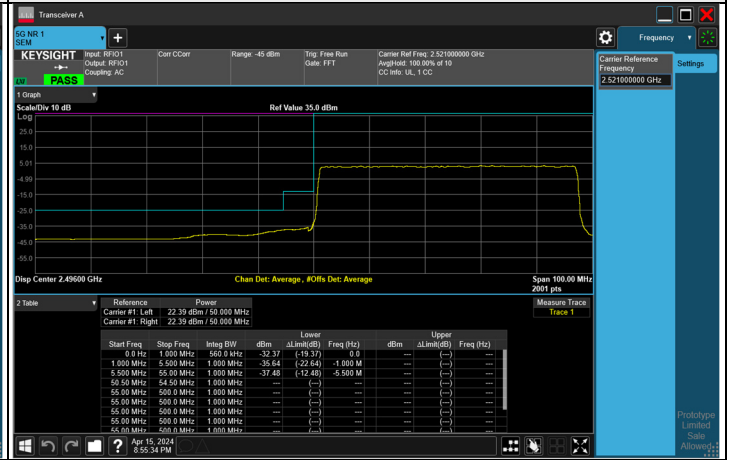 Transceiver A
5G NR 1
SEM
Frequency
KEYSIGHT
LVI
PASS
Input: RFIO1
Output: RFIO1
Coupling: AC
Corr CCorr
Range: -45 dBm
Trig: Free Run
Gate: FFT
Carrier Ref Freq: 2.521000000 GHz
Avg|Hold: 100.00% of 10
CC Info: UL, 1 CC
Carrier Reference
Frequency
2.521000000 GHz
Settings
1 Graph
Scale/Div 10 dB
Ref Value 35.0 dBm
Log
25.0
15.0
5.01
-4.99
-15.0
-25.0
-35.0
-45.0
-55.0
Disp Center 2.49600 GHz
Chan Det: Average, #Offs Det: Average
Span 100.00 MHz
2001 pts
2 Table
Reference Power
Carrier #1: Left 22.39 dBm / 50.000 MHz
Carrier #1: Right 22.39 dBm / 50.000 MHz
Measure Trace
Trace 1
Lower Upper
Start Freq Stop Freq Integ BW dBm ΔLimit(dB) Freq (Hz) dBm ΔLimit(dB) Freq (Hz)
0.0 Hz 1.000 MHz 560.0 kHz -32.37 (-19.37) 0.0 --- (---) ---
1.000 MHz 5.500 MHz 1.000 MHz -35.64 (-22.64) -1.000 M --- (---) ---
5.500 MHz 55.00 MHz 1.000 MHz -37.48 (-12.48) -5.500 M --- (---) ---
50.50 MHz 54.50 MHz 1.000 MHz --- (---) --- --- (---) ---
55.00 MHz 500.0 MHz 1.000 MHz --- (---) --- --- (---) ---
55.00 MHz 500.0 MHz 1.000 MHz --- (---) --- --- (---) ---
55.00 MHz 500.0 MHz 1.000 MHz --- (---) --- --- (---) ---
55.00 MHz 500.0 MHz 1.000 MHz --- (---) --- --- (---) ---
Apr 15, 2024
8:55:34 PM
Prototype
Limited
Sale
Allowed